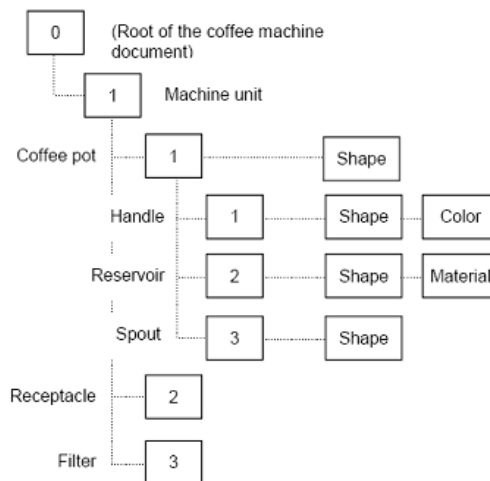 0 (Root of the coffee machine
document)
1 Machine unit
Coffee pot 1 Shape
Handle 1 Shape Color
Reservoir 2 Shape Material
Spout 3 Shape
Receptacle 2
Filter 3